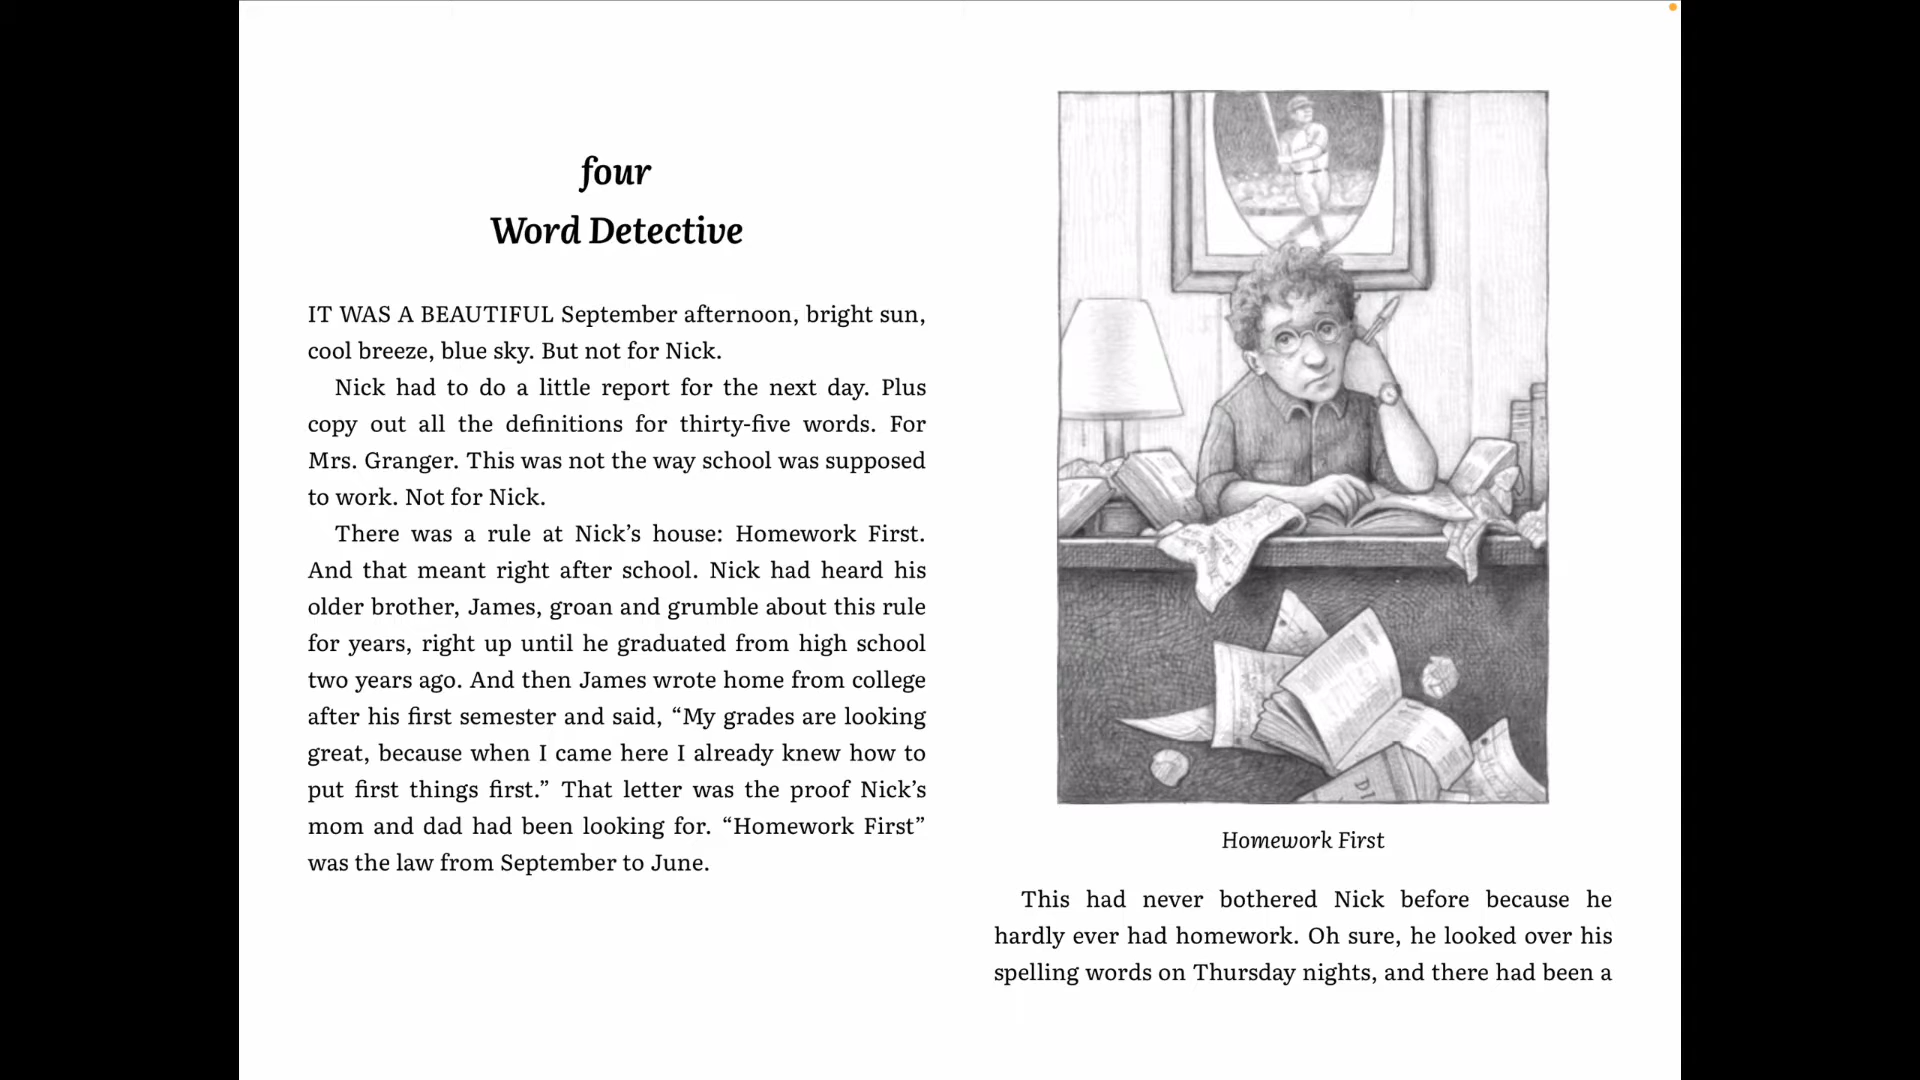 four
Word Detective
IT WAS A BEAUTIFUL September afternoon, bright sun,
cool breeze, blue sky. But not for Nick.
Nick had to do a little report for the next day. Plus
copy out all the definitions for thirty-five words. For
Mrs. Granger. This was not the way school was supposed
to work. Not for Nick.
There was a rule at Nick’s house: Homework First.
And that meant right after school. Nick had heard his
older brother, James, groan and grumble about this rule
for years, right up until he graduated from high school
two years ago. And then James wrote home from college
after his first semester and said, “My grades are looking
great, because when I came here I already knew how to
put first things first.” That letter was the proof Nick’s
mom and dad had been looking for. “Homework First”
was the law from September to June.
DI
Homework First
This had never bothered Nick before because he
hardly ever had homework. Oh sure, he looked over his
spelling words on Thursday nights, and there had been a